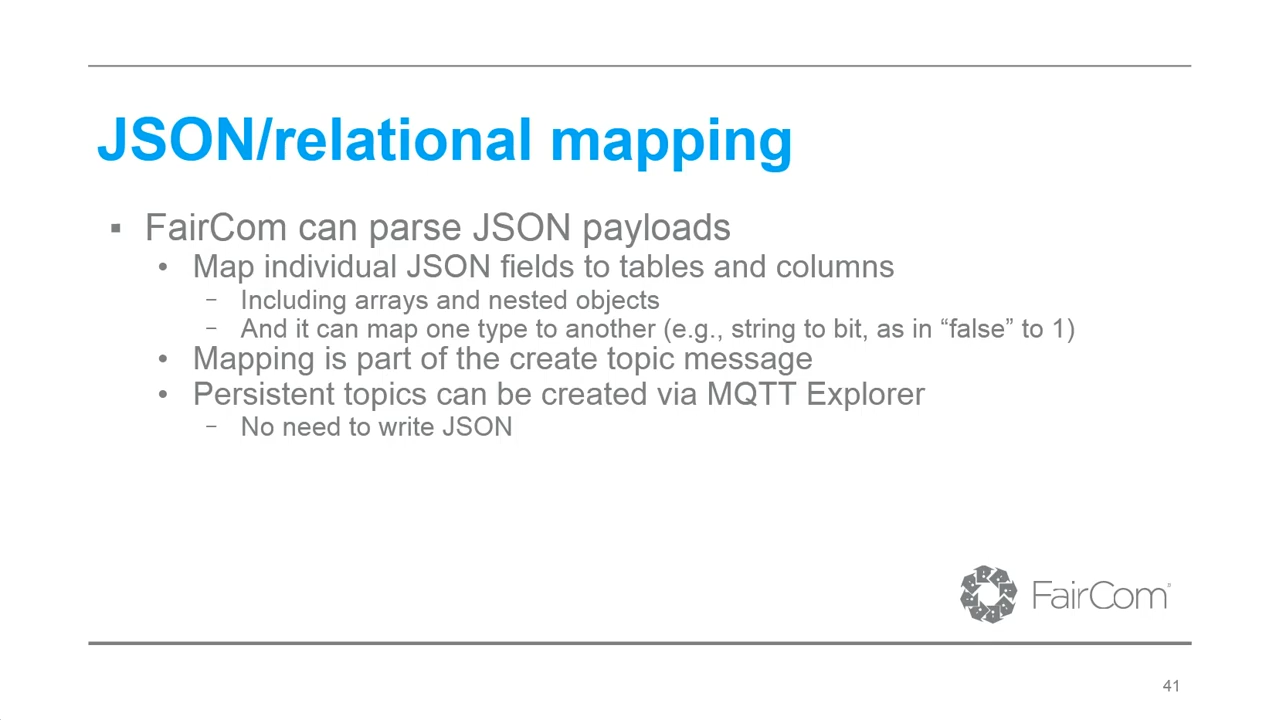 JSON/relational mapping
▪ FairCom can parse JSON payloads
• Map individual JSON fields to tables and columns
– Including arrays and nested objects
– And it can map one type to another (e.g., string to bit, as in “false” to 1)
• Mapping is part of the create topic message
• Persistent topics can be created via MQTT Explorer
– No need to write JSON
FairCom
41